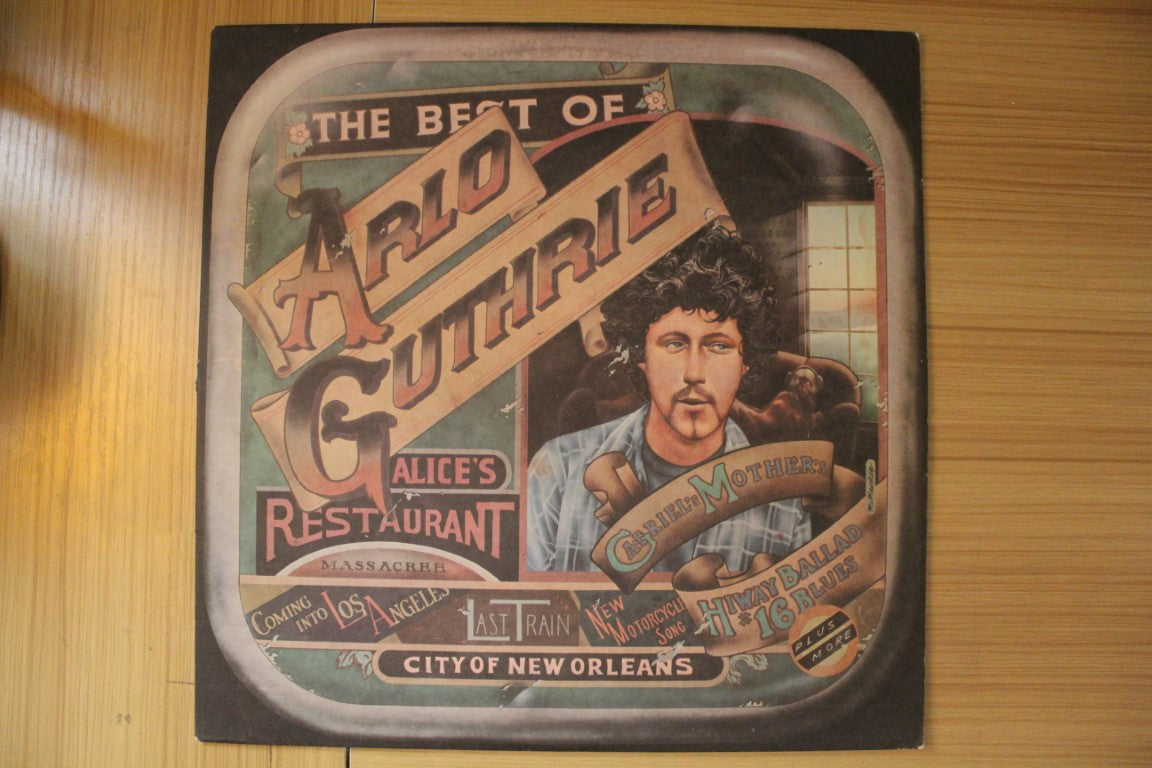 THE BEST OF
ARLO
GUTHRIE
ALICE'S
RESTAURANT
MASSACREE
GABRIEL'S MOTHER'S
HIWAY BALLAD
*16 BLUES
COMING
INTO LOS ANGELES
LAST TRAIN
NEW
MOTORCYCLE
SONG
PLUS
MORE
CITY OF NEW ORLEANS